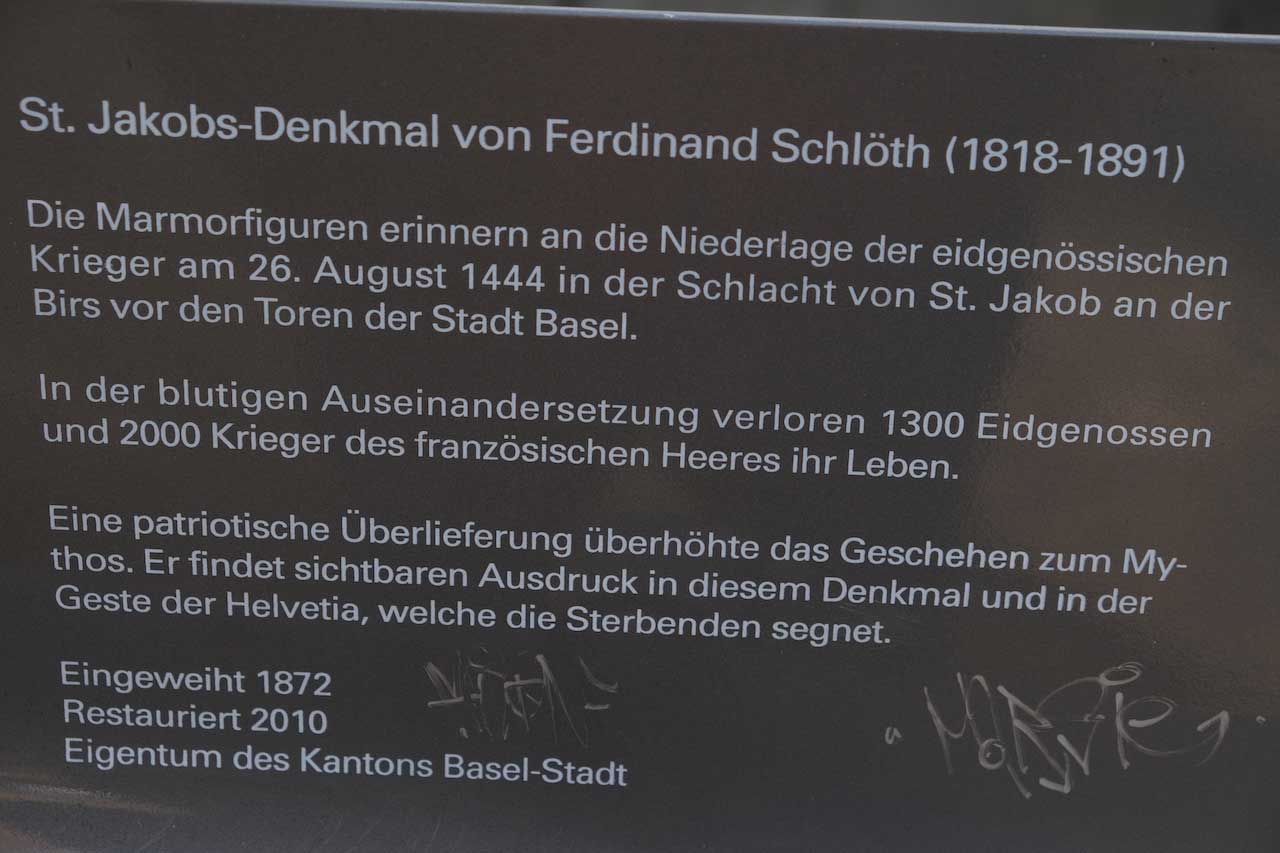 St. Jakobs-Denkmal von Ferdinand Schlöth (1818-1891)
Die Marmorfiguren erinnern an die Niederlage der eidgenössischen
Krieger am 26. August 1444 in der Schlacht von St. Jakob an der
Birs vor den Toren der Stadt Basel.
In der blutigen Auseinandersetzung verloren 1300 Eidgenossen
und 2000 Krieger des französischen Heeres ihr Leben.
Eine patriotische Überlieferung überhöhte das Geschehen zum My-
thos. Er findet sichtbaren Ausdruck in diesem Denkmal und in der
Geste der Helvetia, welche die Sterbenden segnet.
Eingeweiht 1872
Restauriert 2010
Eigentum des Kantons Basel-Stadt